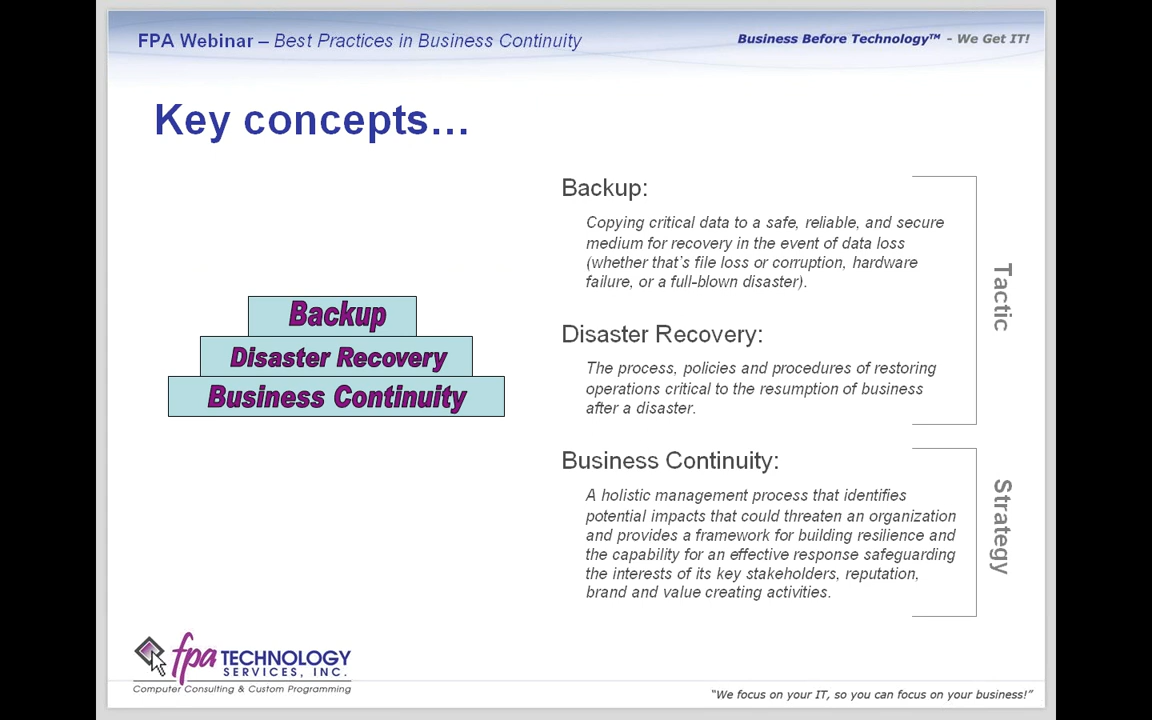 FPA Webinar – Best Practices in Business Continuity
Business Before Technology™ - We Get IT!
Key concepts…
Backup
Disaster Recovery
Business Continuity
Backup:
Copying critical data to a safe, reliable, and secure
medium for recovery in the event of data loss
(whether that's file loss or corruption, hardware
failure, or a full-blown disaster).
Disaster Recovery:
The process, policies and procedures of restoring
operations critical to the resumption of business
after a disaster.
Tactic
Business Continuity:
A holistic management process that identifies
potential impacts that could threaten an organization
and provides a framework for building resilience and
the capability for an effective response safeguarding
the interests of its key stakeholders, reputation,
brand and value creating activities.
Strategy
fpa TECHNOLOGY
SERVICES, INC.
Computer Consulting & Custom Programming
"We focus on your IT, so you can focus on your business!"